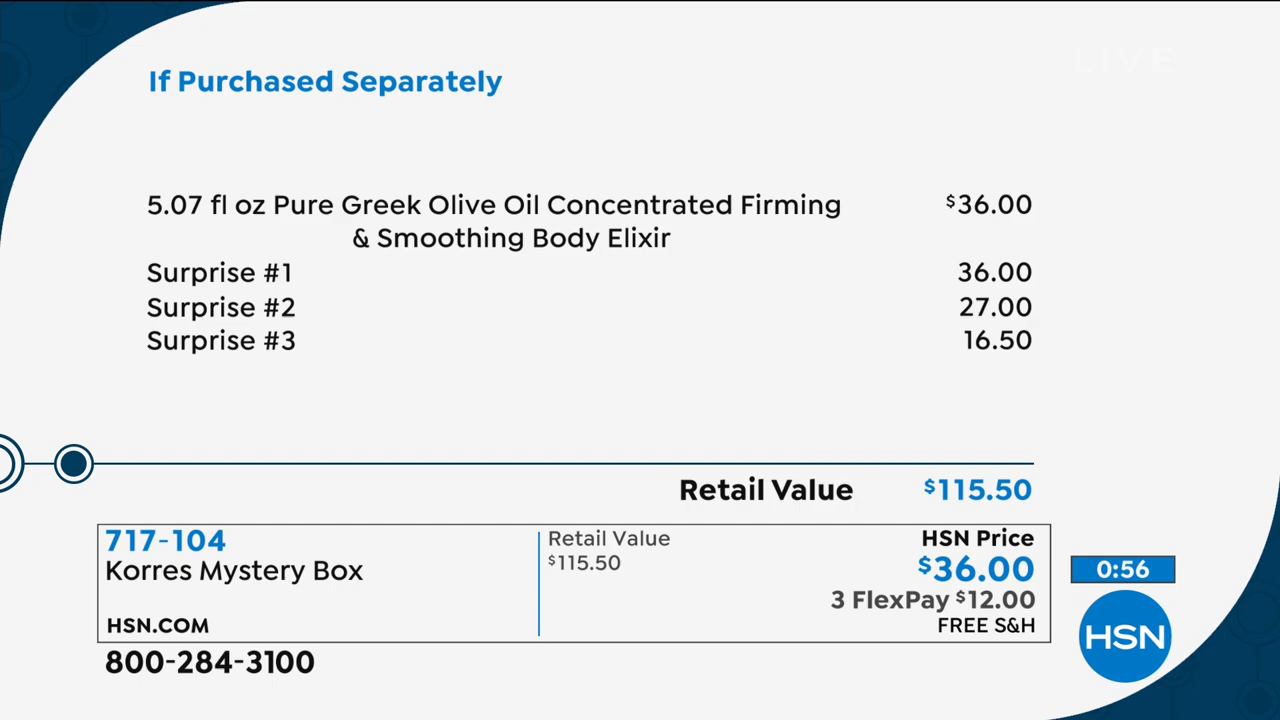 LIVE
If Purchased Separately
5.07 fl oz Pure Greek Olive Oil Concentrated Firming $36.00
& Smoothing Body Elixir
Surprise #1 36.00
Surprise #2 27.00
Surprise #3 16.50
Retail Value $115.50
717-104
Korres Mystery Box
HSN.COM
Retail Value
$115.50
HSN Price
$36.00
3 FlexPay $12.00
FREE S&H
0:56
HSN
800-284-3100